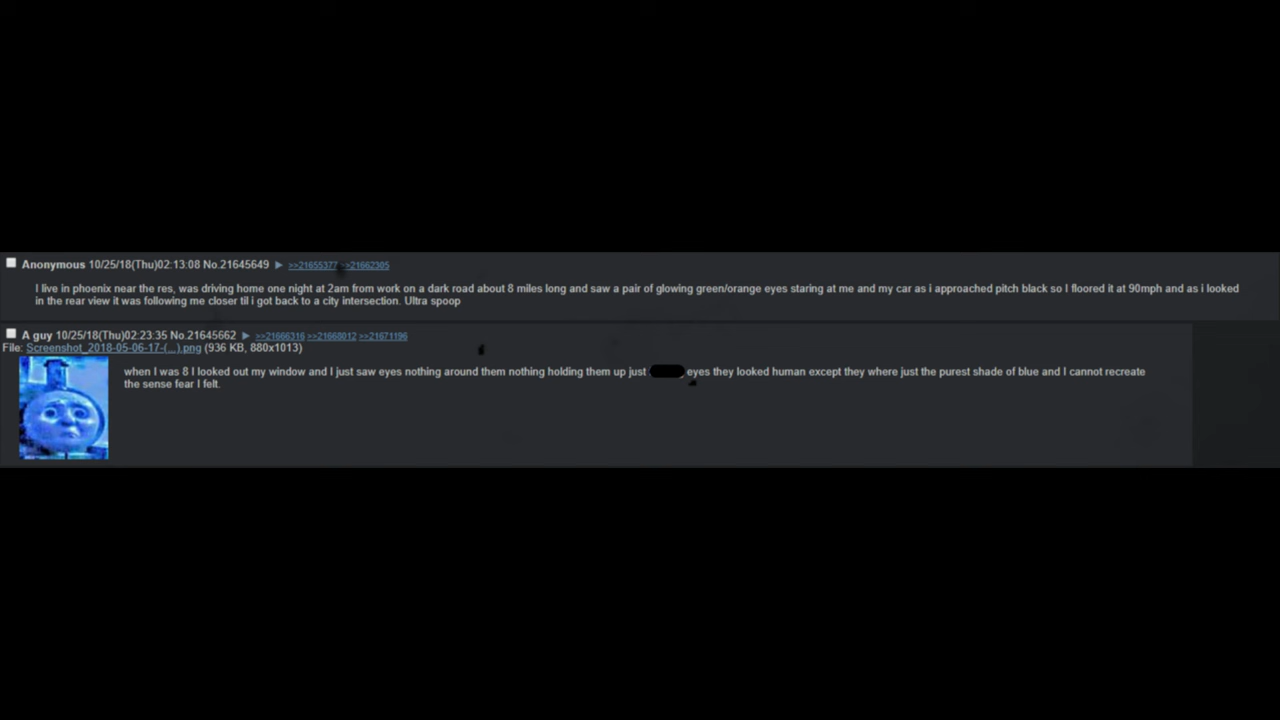 Anonymous 10/25/18(Thu)02:13:08 No.21645649 ▶ >>21655377 >>21662305
I live in phoenix near the res, was driving home one night at 2am from work on a dark road about 8 miles long and saw a pair of glowing green/orange eyes staring at me and my car as i approached pitch black so I floored it at 90mph and as i looked
in the rear view it was following me closer til i got back to a city intersection. Ultra spoop
A guy 10/25/18(Thu)02:23:35 No.21645662 ▶ >>21666316 >>21668012 >>21671196
File: Screenshot_2018-05-06-17-(...).png (936 KB, 880x1013)
when I was 8 I looked out my window and I just saw eyes nothing around them nothing holding them up just eyes they looked human except they where just the purest shade of blue and I cannot recreate
the sense fear I felt.